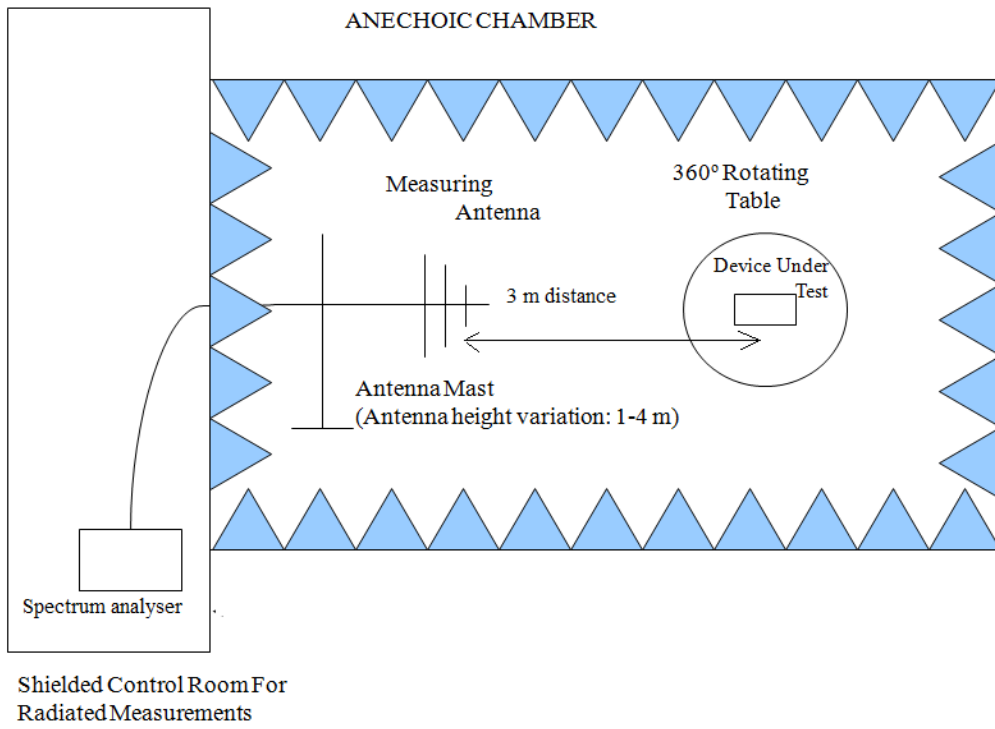 ANECHOIC CHAMBER
Measuring
Antenna
360º Rotating
Table
Device Under
Test
3 m distance
Antenna Mast
(Antenna height variation: 1-4 m)
Spectrum analyser
Shielded Control Room For
Radiated Measurements